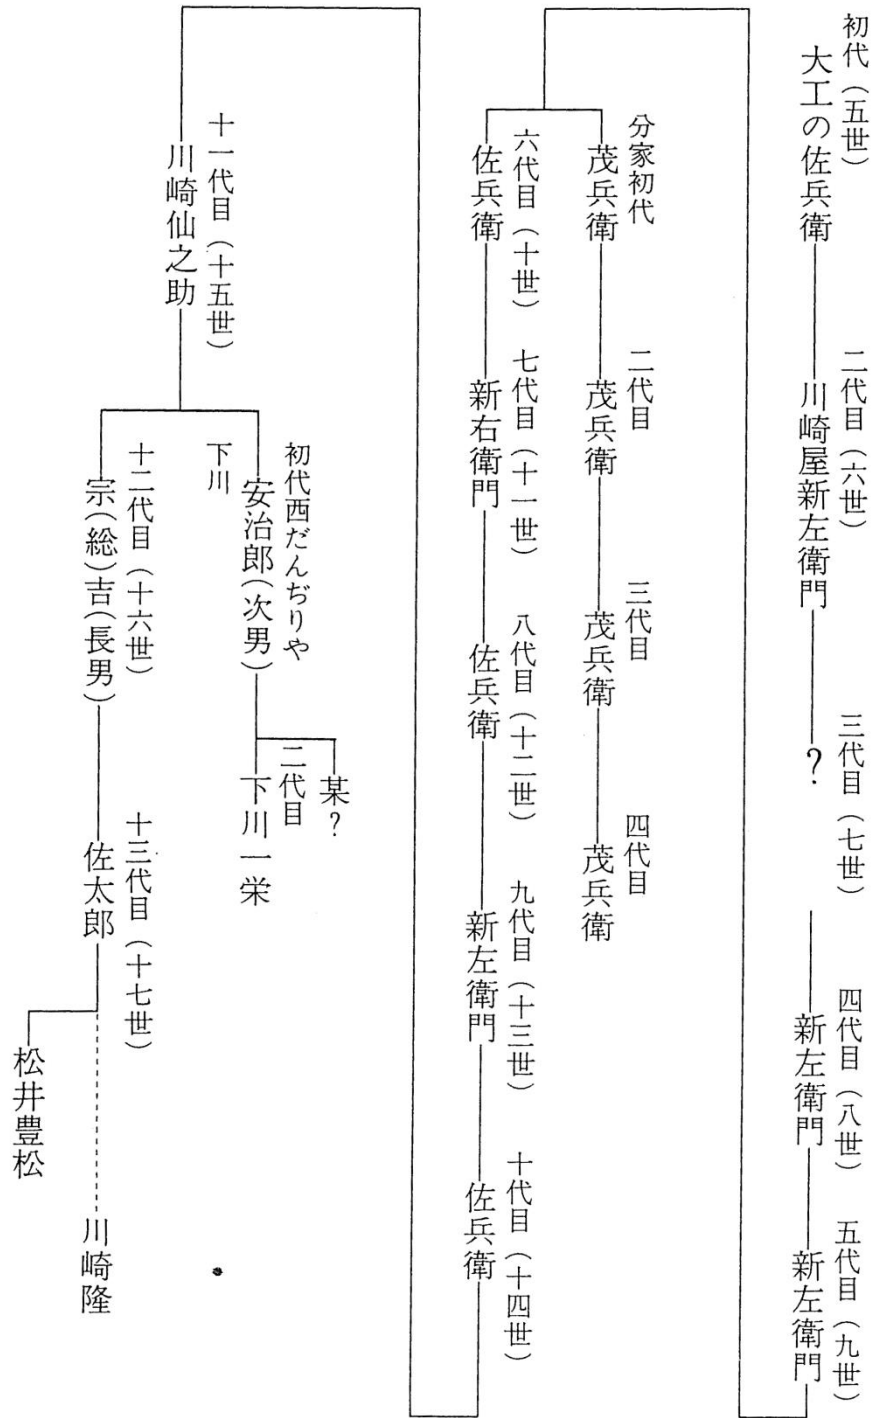 初代（五世）
大工の佐兵衛
二代目（六世）
川崎屋新左衛門
三代目（七世）
？
四代目（八世）
新左衛門
五代目（九世）
新左衛門
分家初代
茂兵衛
二代目
茂兵衛
三代目
茂兵衛
四代目
茂兵衛
六代目（十世）
佐兵衛
七代目（十一世）
新右衛門
八代目（十二世）
佐兵衛
九代目（十三世）
新左衛門
十代目（十四世）
佐兵衛
十一代目（十五世）
川崎仙之助
初代西だんぢりや
安治郎（次男）
下川
某？
二代目
下川一栄
十二代目（十六世）
宗（総）吉（長男）
十三代目（十七世）
佐太郎
川崎隆
松井豊松